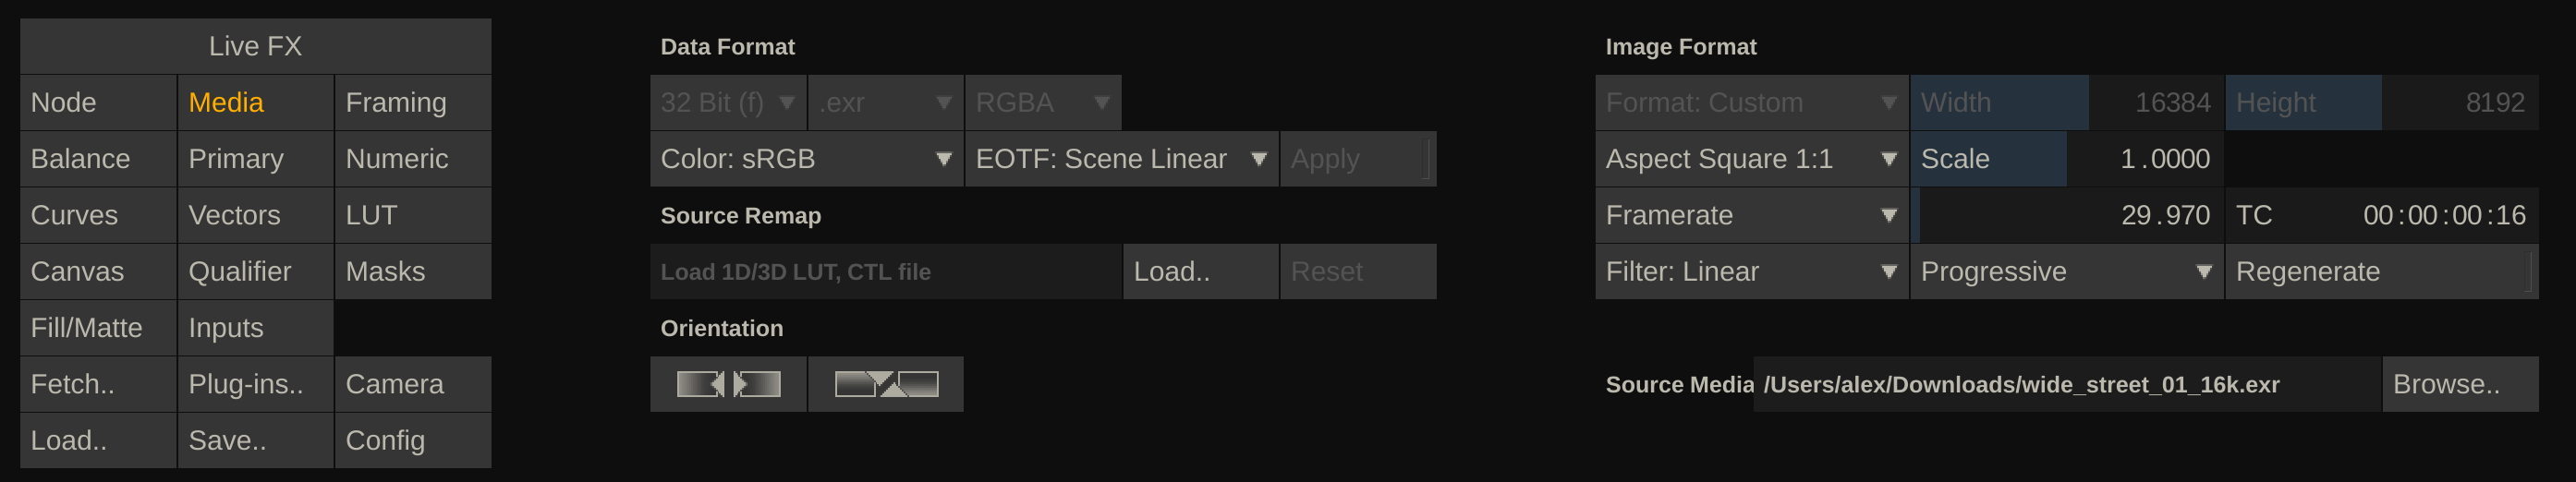 Live FX
Node Media Framing
Balance Primary Numeric
Curves Vectors LUT
Canvas Qualifier Masks
Fill/Matte Inputs
Fetch.. Plug-ins.. Camera
Load.. Save.. Config
Data Format
32 Bit (f) .exr RGBA
Color: sRGB EOTF: Scene Linear Apply
Source Remap
Load 1D/3D LUT, CTL file Load.. Reset
Orientation
Image Format
Format: Custom Width 16384 Height 8192
Aspect Square 1:1 Scale 1.0000
Framerate 29.970 TC 00:00:00:16
Filter: Linear Progressive Regenerate
Source Media /Users/alex/Downloads/wide_street_01_16k.exr Browse..